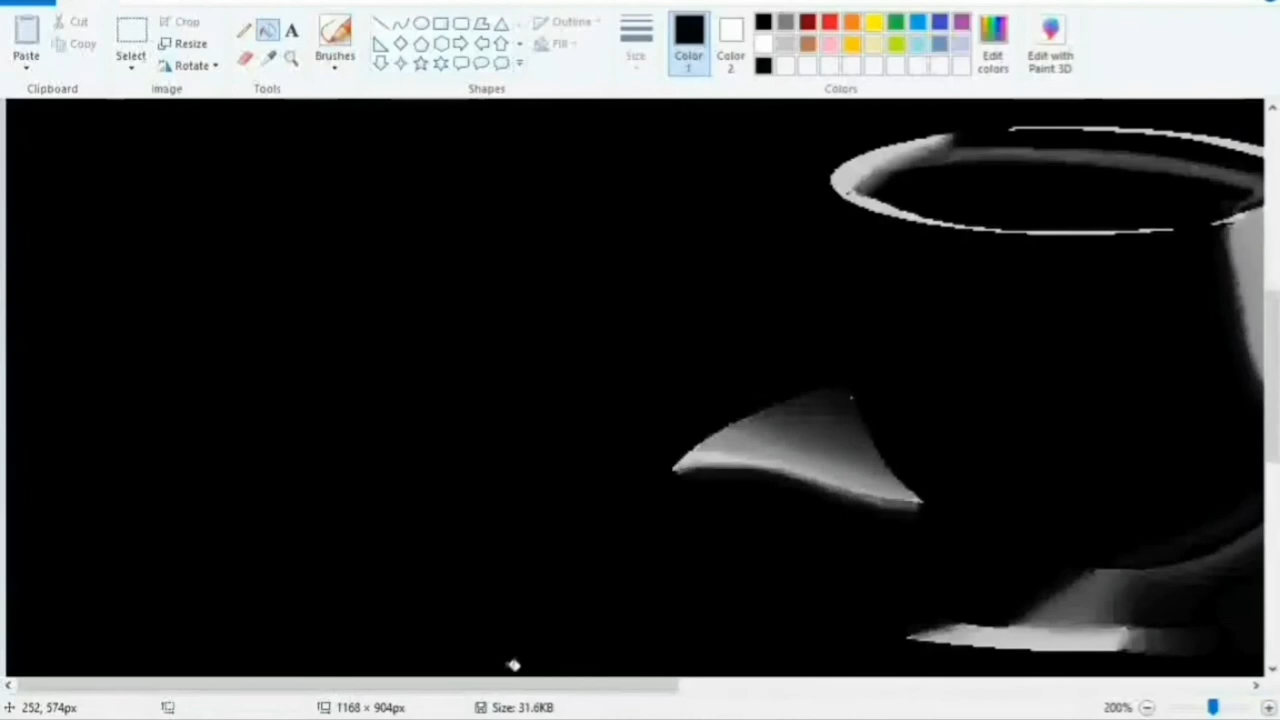 Cut
Copy
Paste
Clipboard
Crop
Resize
Select
Rotate
Image
A
Tools
Brushes
Outline
Fill
Shapes
Size
Color
1
Color
2
Edit
colors
Edit with
Paint 3D
Colors
252, 574px
1168 × 904px
Size: 31.6KB
200%